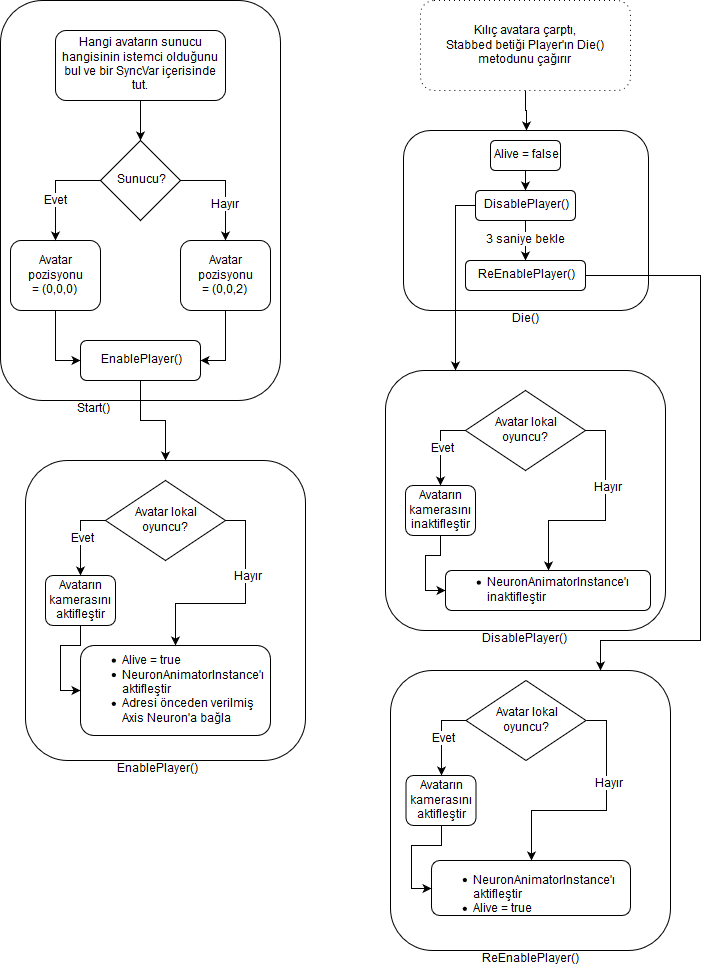 Hangi avatarın sunucu
hangisinin istemci olduğunu
bul ve bir SyncVar içerisinde
tut.
Sunucu?
Evet
Hayır
Avatar
pozisyonu
= (0,0,0)
Avatar
pozisyonu
= (0,0,2)
EnablePlayer()
Start()
Avatar lokal
oyuncu?
Evet
Hayır
Avatarın
kamerasını
aktifleştir
• Alive = true
• NeuronAnimatorInstance'ı
aktifleştir
• Adresi önceden verilmiş
Axis Neuron'a bağla
EnablePlayer()
Kılıç avatara çarptı,
Stabbed betiği Player'ın Die()
metodunu çağırır
Alive = false
DisablePlayer()
3 saniye bekle
ReEnablePlayer()
Die()
Avatar lokal
oyuncu?
Evet
Hayır
Avatarın
kamerasını
inaktifleştir
• NeuronAnimatorInstance'ı
inaktifleştir
DisablePlayer()
Avatar lokal
oyuncu?
Evet
Hayır
Avatarın
kamerasını
aktifleştir
• NeuronAnimatorInstance'ı
aktifleştir
• Alive = true
ReEnablePlayer()